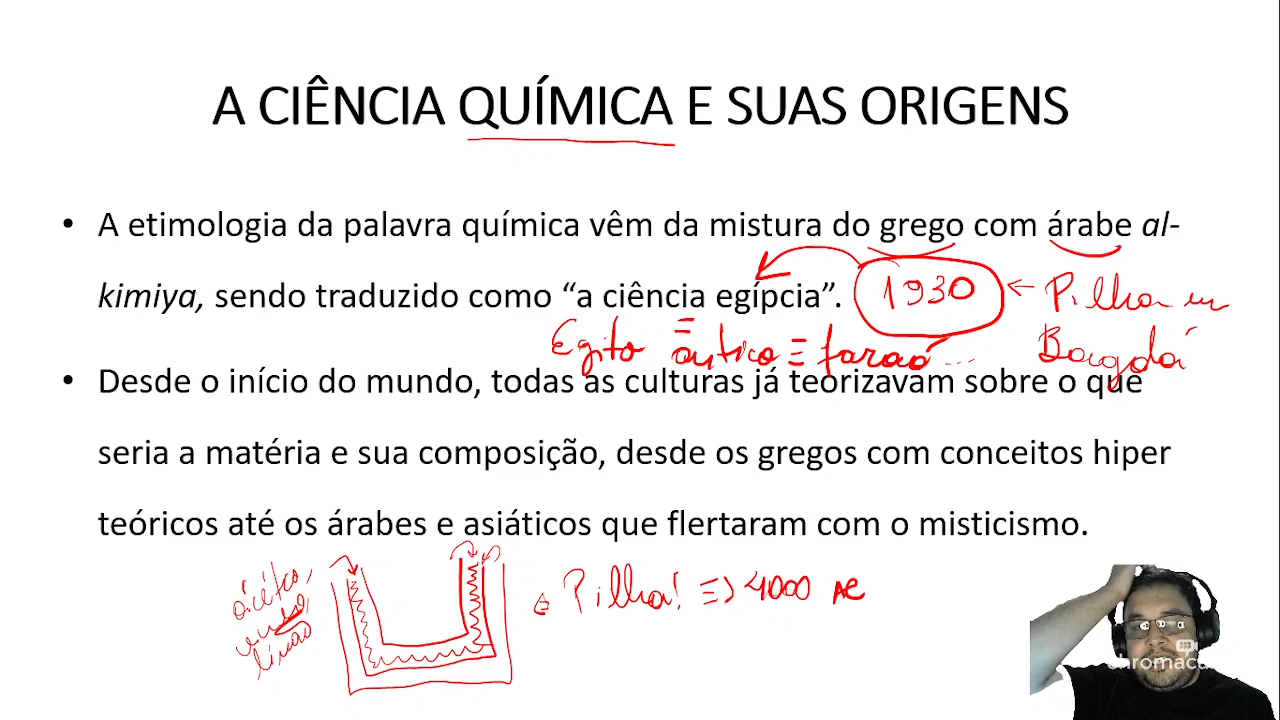 A CIÊNCIA QUÍMICA E SUAS ORIGENS
• A etimologia da palavra química vêm da mistura do grego com árabe al-
kimiya, sendo traduzido como “a ciência egípcia”.
1930 ← Pilha em
Bagdá
Egito antico ≡ faraó...
• Desde o início do mundo, todas as culturas já teorizavam sobre o que
seria a matéria e sua composição, desde os gregos com conceitos hiper
teóricos até os árabes e asiáticos que flertaram com o misticismo.
Pilha! => 4000 AC
limão
chromaca